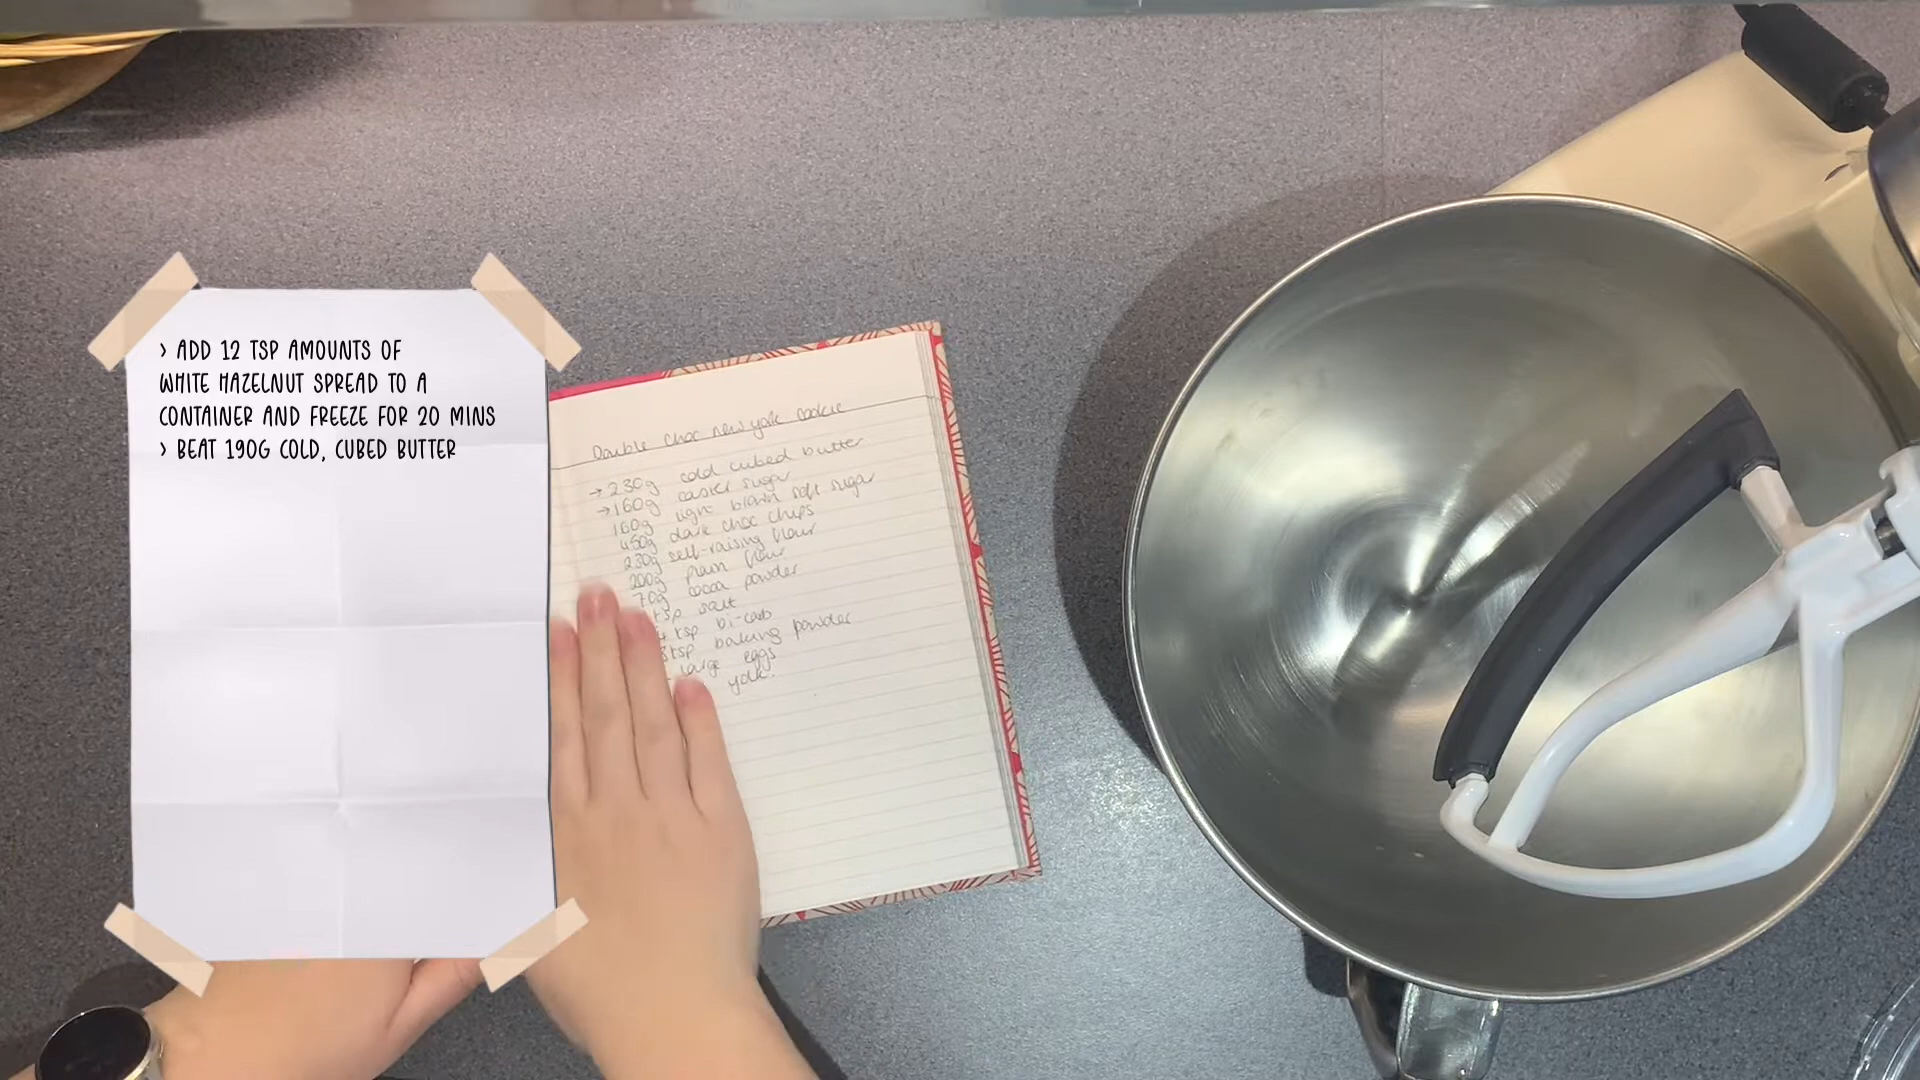 > ADD 12 TSP AMOUNTS OF
WHITE HAZELNUT SPREAD TO A
CONTAINER AND FREEZE FOR 20 MINS
> BEAT 190G COLD, CUBED BUTTER
Double choc new york cookie
→ 230g cold cubed butter
→ 160g caster sugar
160g light brown soft sugar
450g dark choc chips
230g self-raising flour
200g plain flour
70g cocoa powder
tsp salt
tsp bi-carb
tsp baking powder
large eggs
yolk.